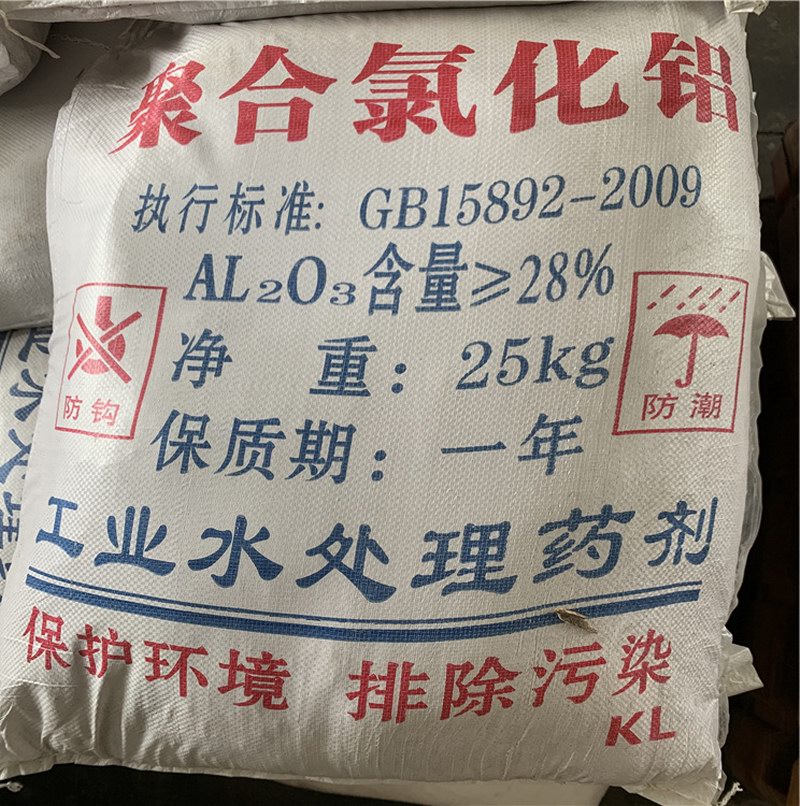 聚合氯化铝
执行标准: GB15892-2009
AL₂O₃含量≥28%
净 重: 25kg
防钩
防潮
保质期: 一年
工业水处理药剂
保护环境 排除污染
KL